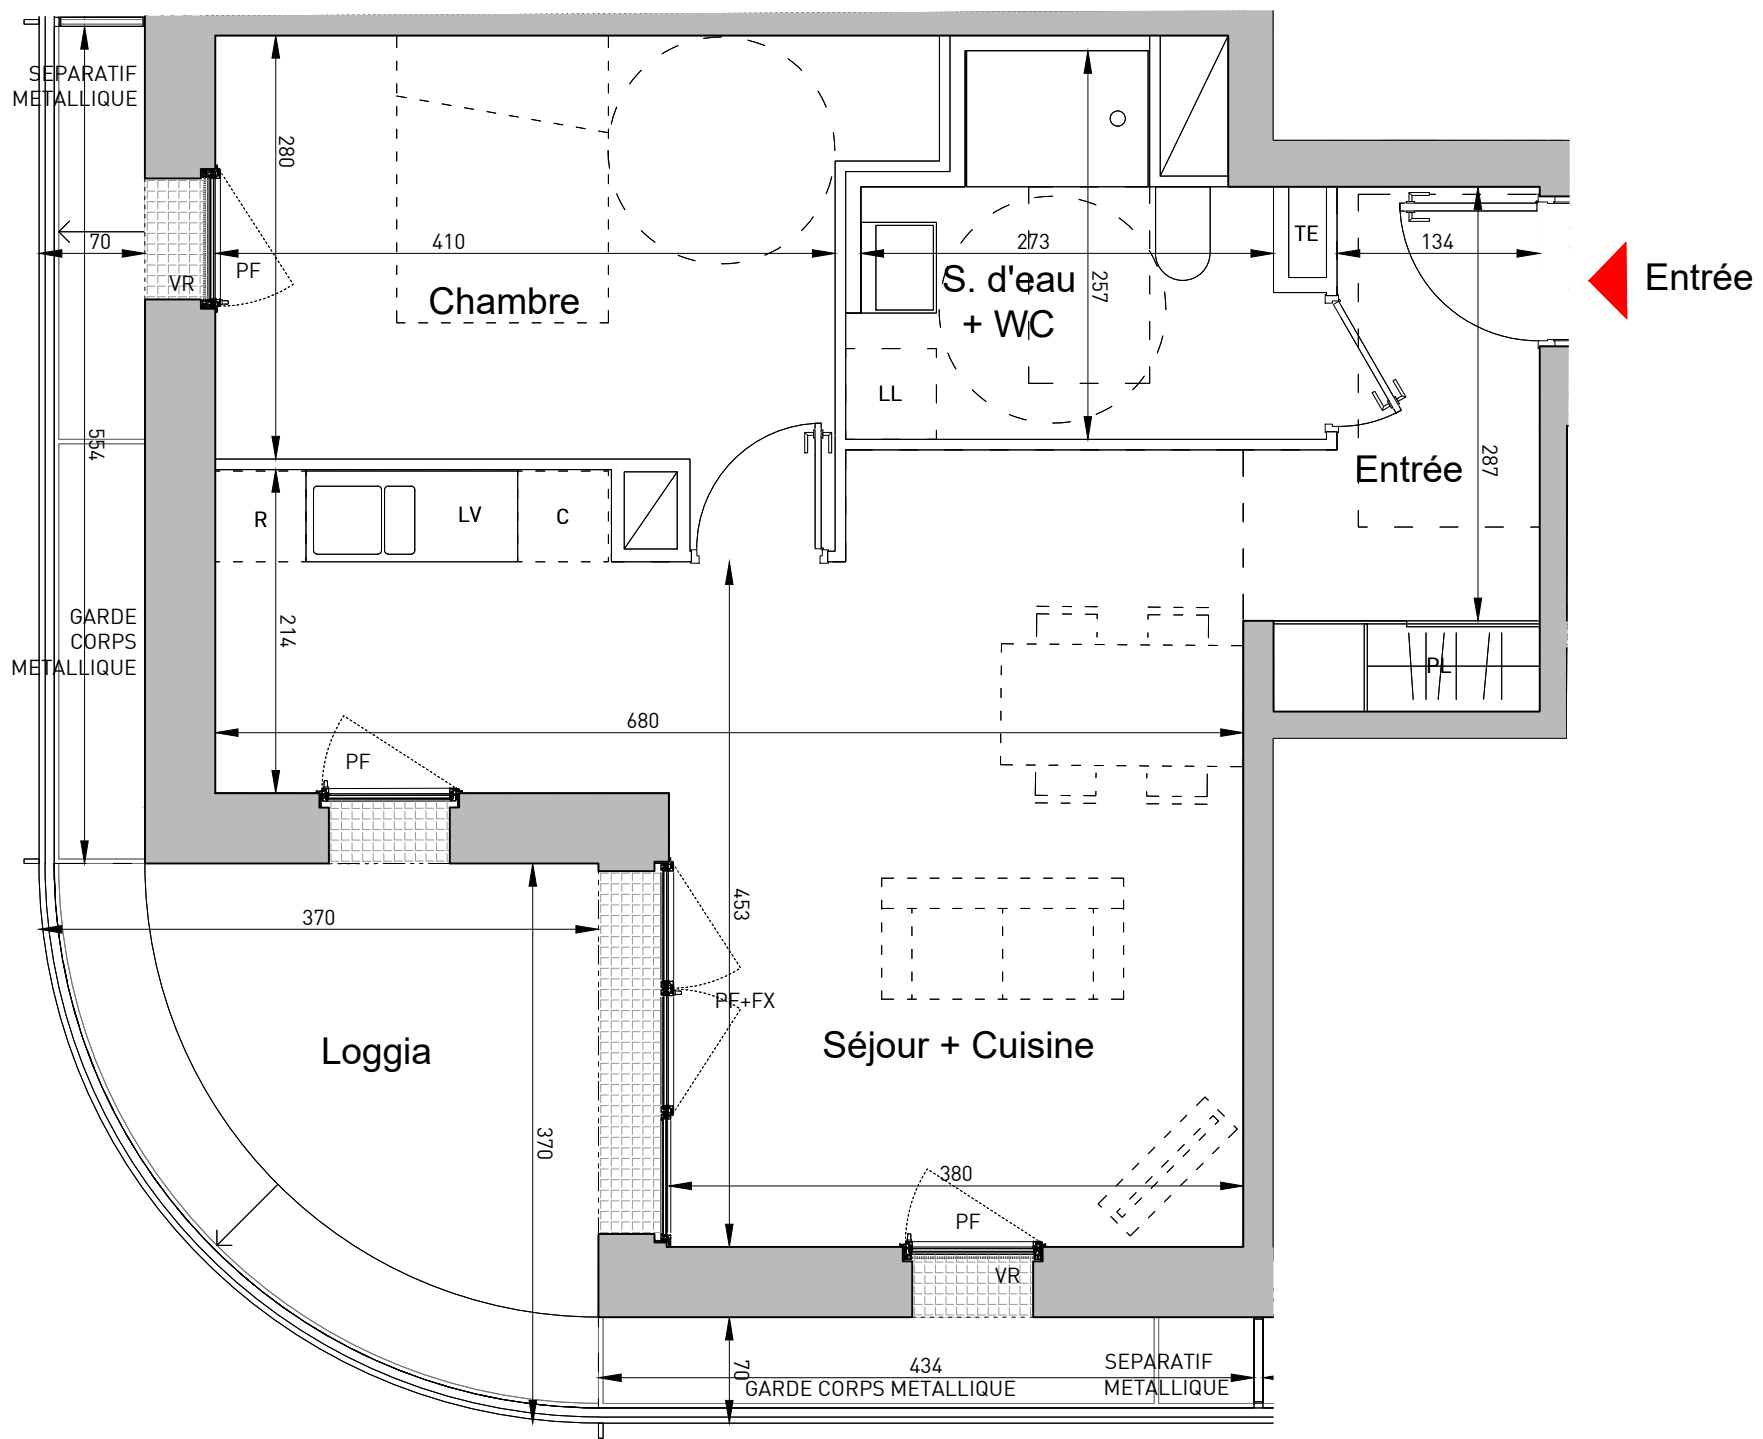 SEPARATIF
METALLIQUE
280
70
410
273
TE
134
VR
PF
Chambre
S. d'eau
+ WC
257
Entrée
LL
554
Entrée
287
R
LV
C
GARDE
CORPS
METALLIQUE
214
PL
680
PF
453
370
PF+FX
Loggia
Séjour + Cuisine
370
380
PF
VR
70
434
SEPARATIF
METALLIQUE
GARDE CORPS METALLIQUE